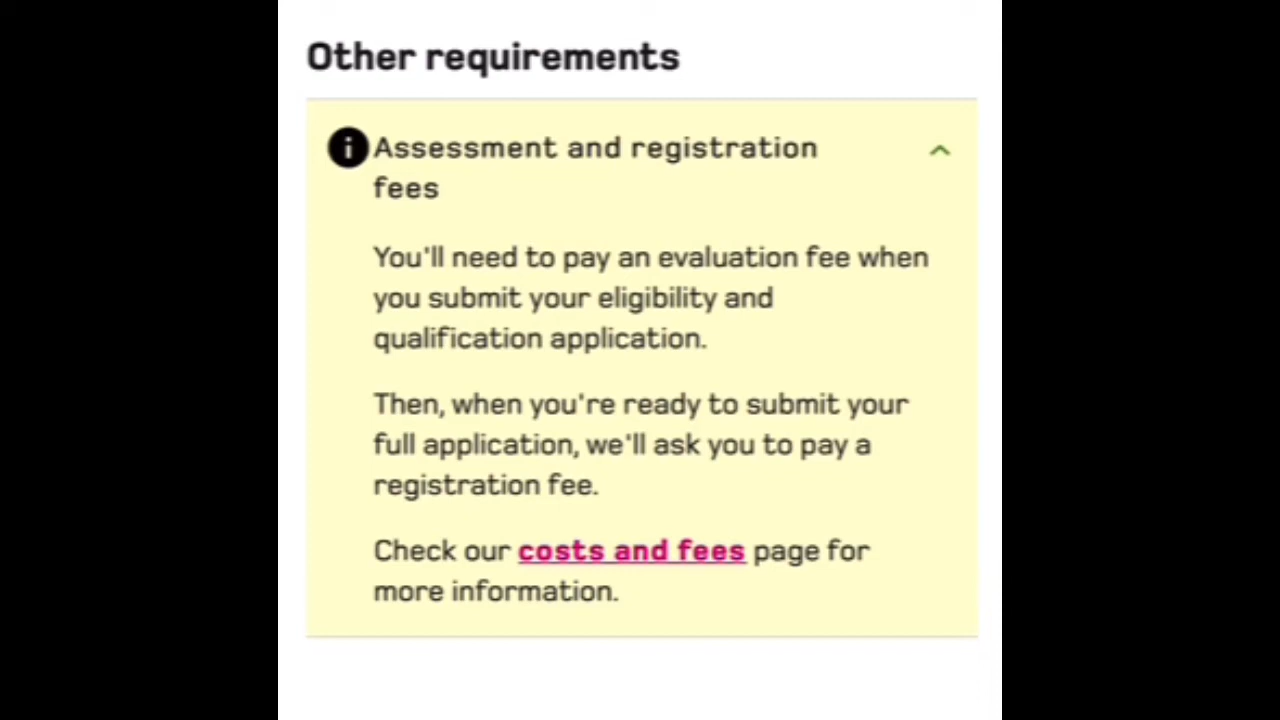 Other requirements
Assessment and registration
fees
You'll need to pay an evaluation fee when
you submit your eligibility and
qualification application.
Then, when you're ready to submit your
full application, we'll ask you to pay a
registration fee.
Check our costs and fees page for
more information.